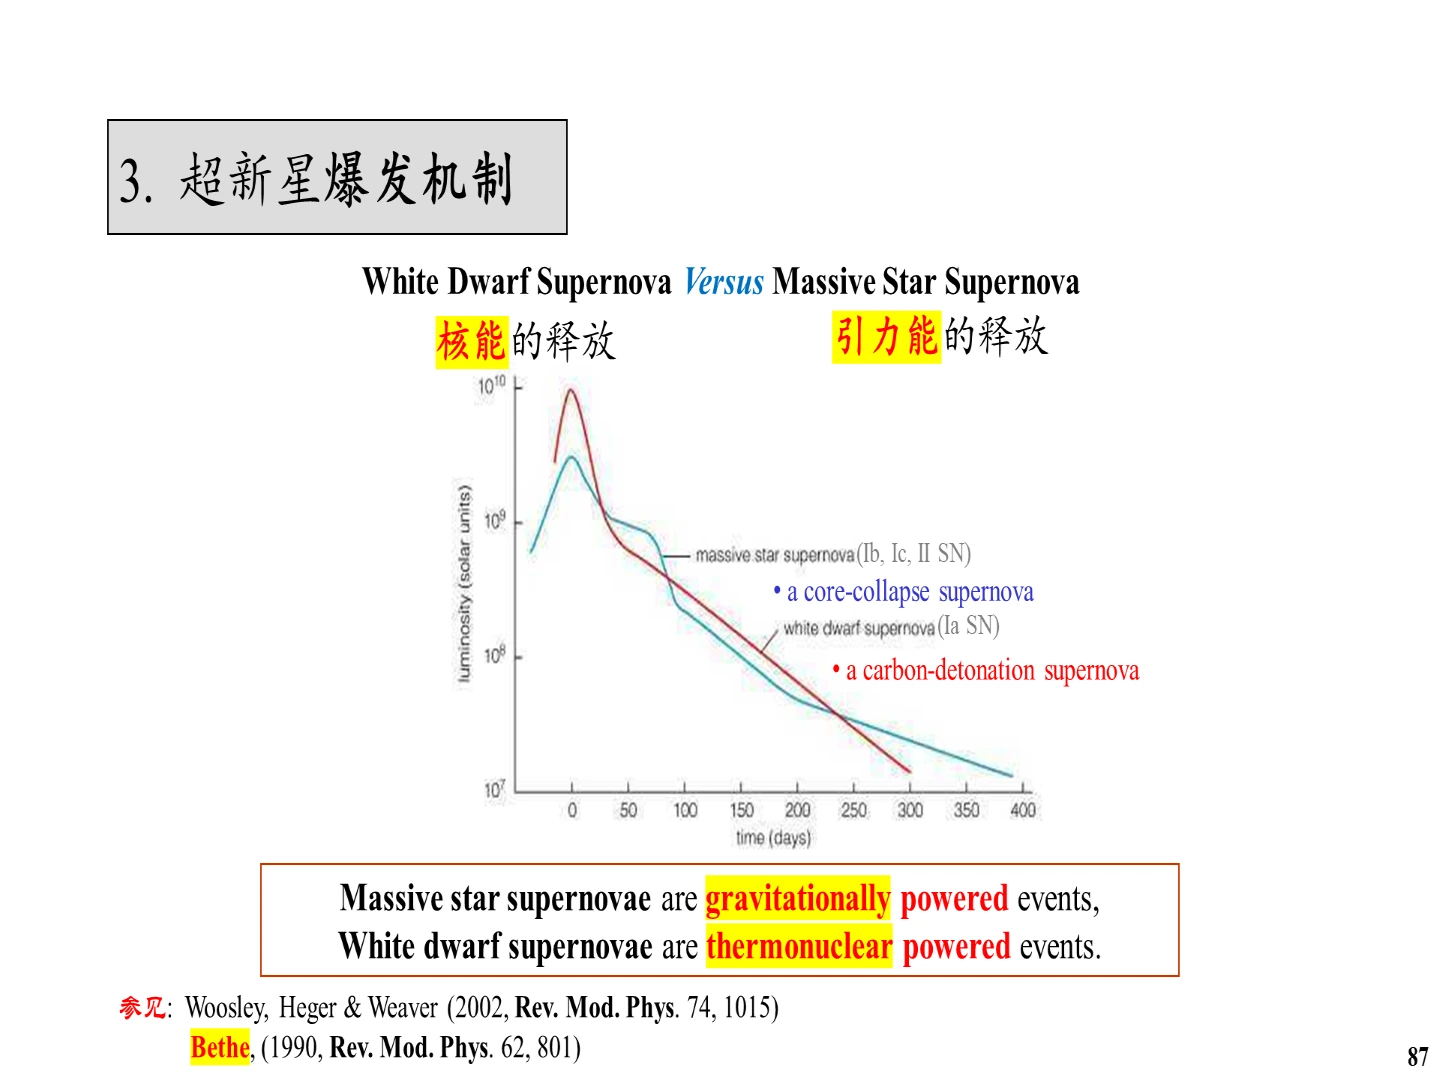 3. 超新星爆发机制
White Dwarf Supernova Versus Massive Star Supernova
核能的释放
引力能的释放
10¹⁰
10⁹
10⁸
10⁷
luminosity (solar units)
massive star supernova (Ib, Ic, II SN)
• a core-collapse supernova
white dwarf supernova (Ia SN)
• a carbon-detonation supernova
0 50 100 150 200 250 300 350 400
time (days)
Massive star supernovae are gravitationally powered events,
White dwarf supernovae are thermonuclear powered events.
参见: Woosley, Heger & Weaver (2002, Rev. Mod. Phys. 74, 1015)
Bethe, (1990, Rev. Mod. Phys. 62, 801)
87